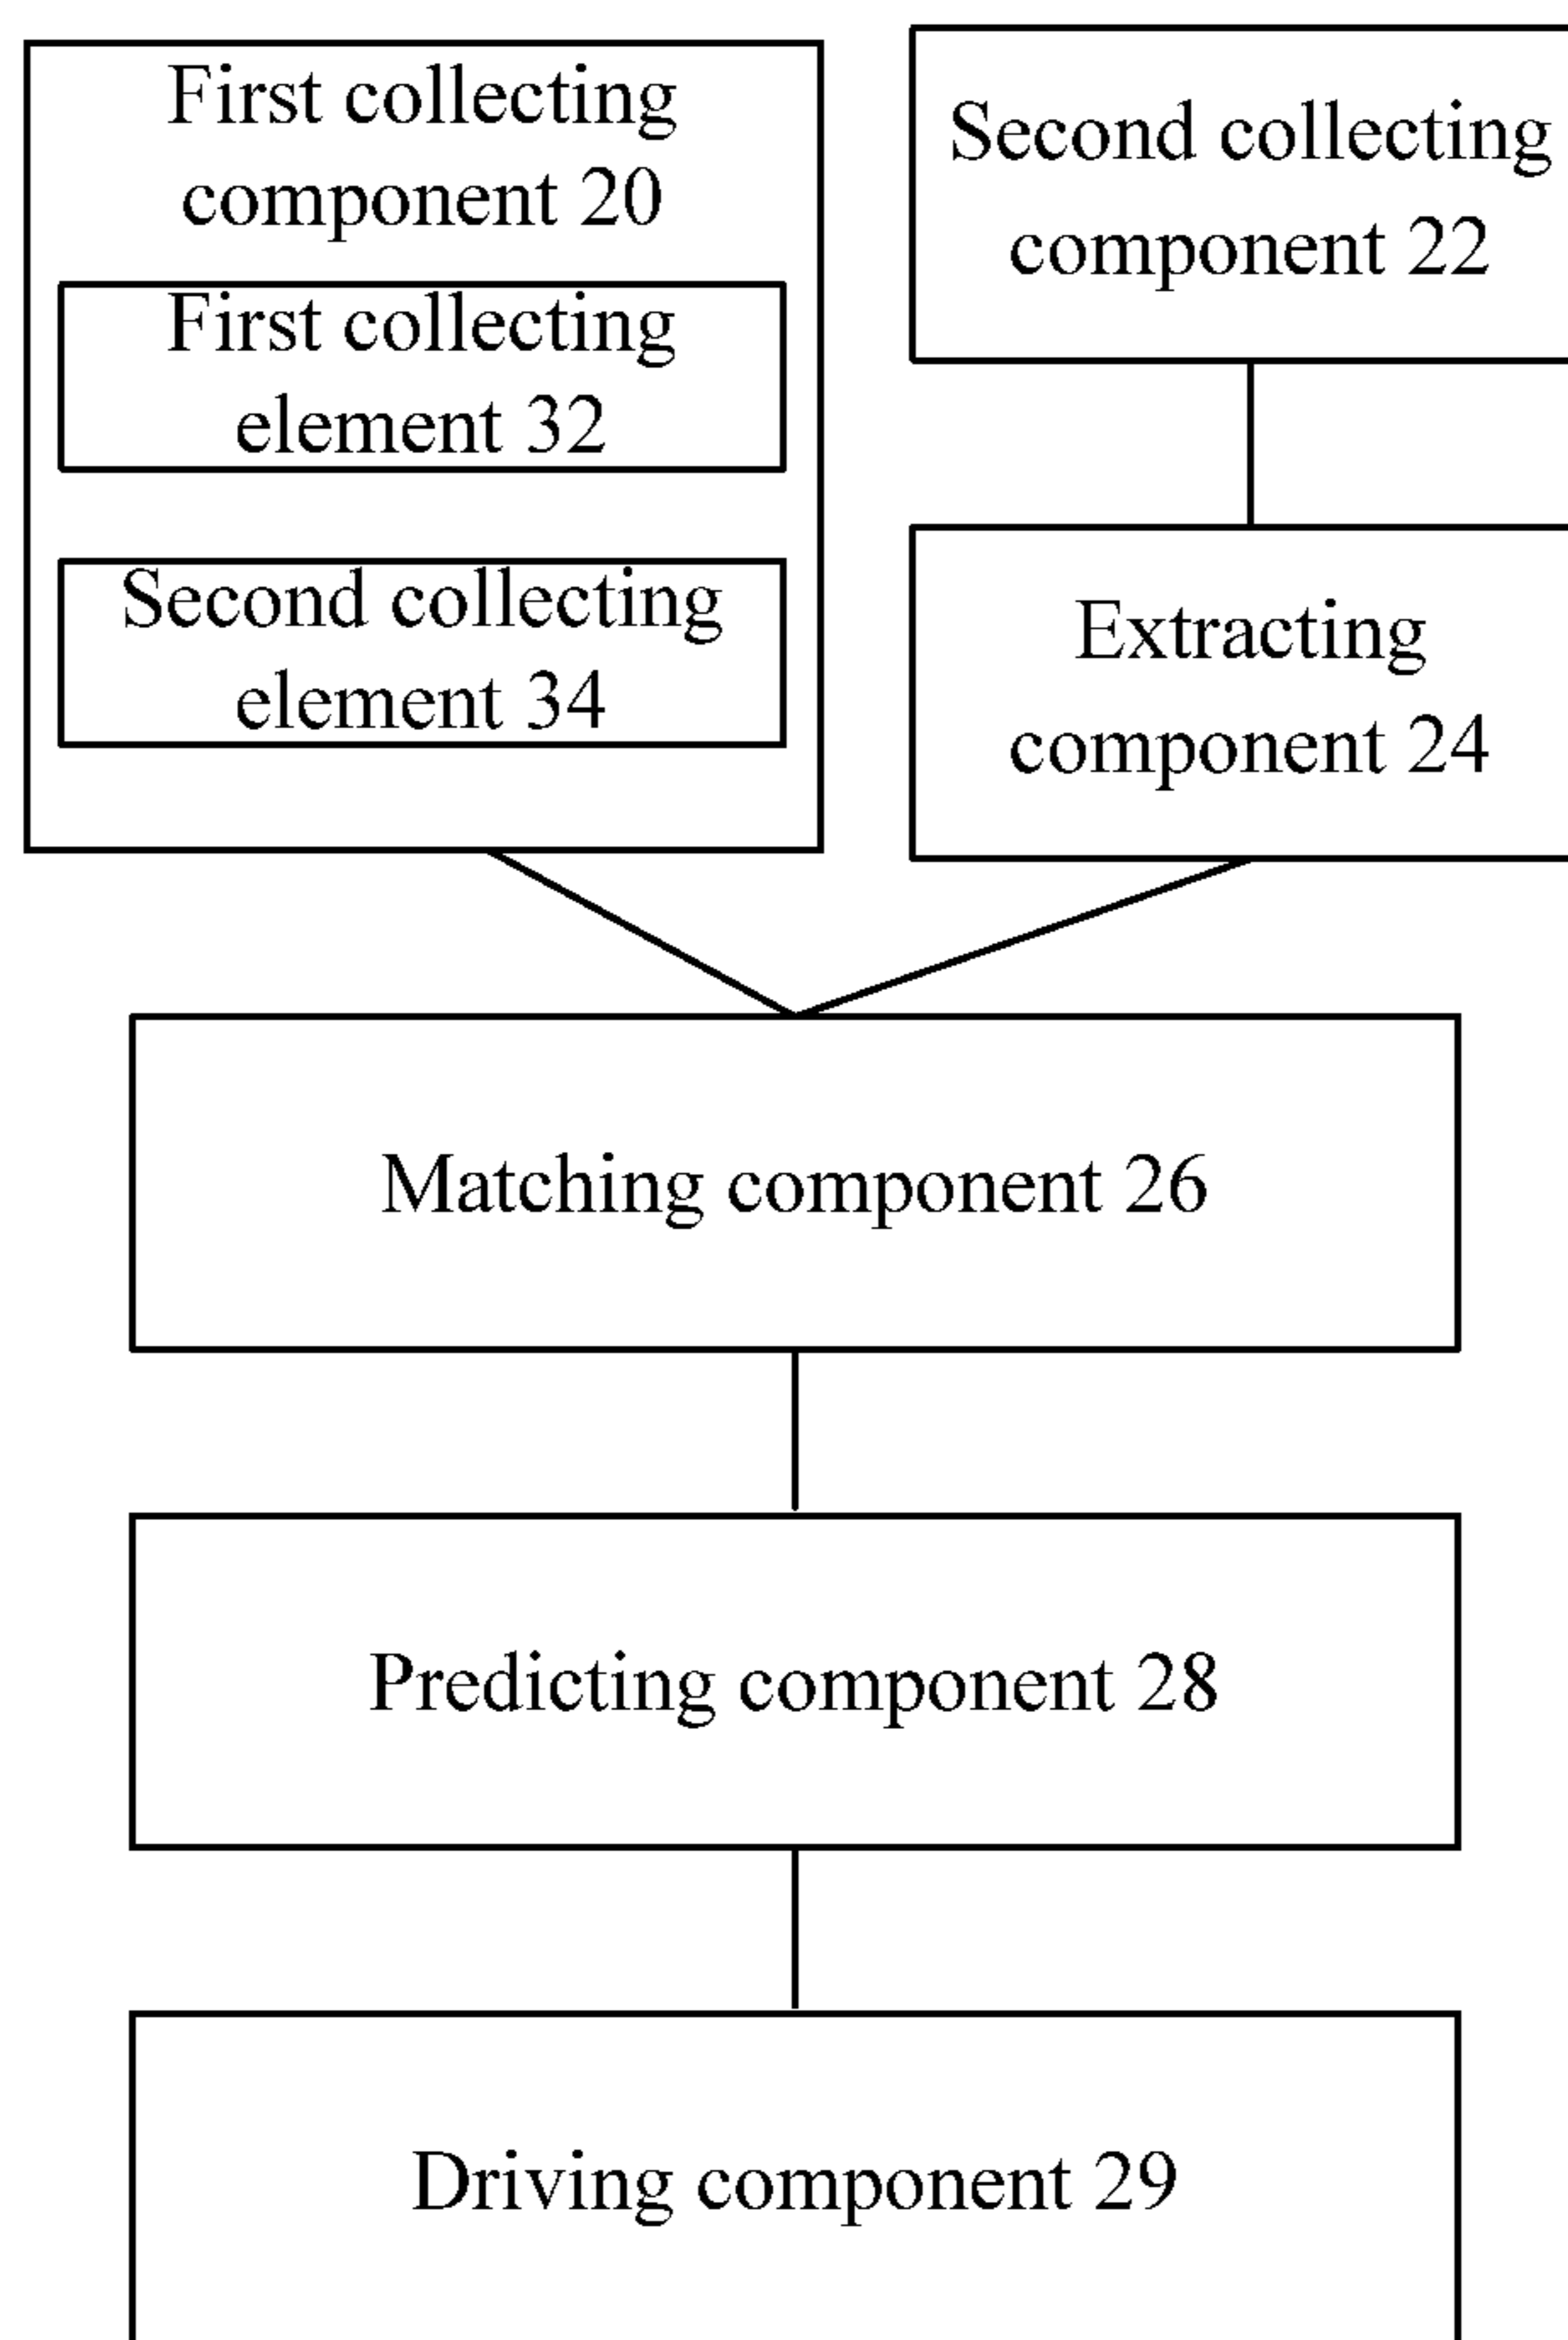 First collecting
component 20
First collecting
element 32
Second collecting
element 34
Second collecting
component 22
Extracting
component 24
Matching component 26
Predicting component 28
Driving component 29